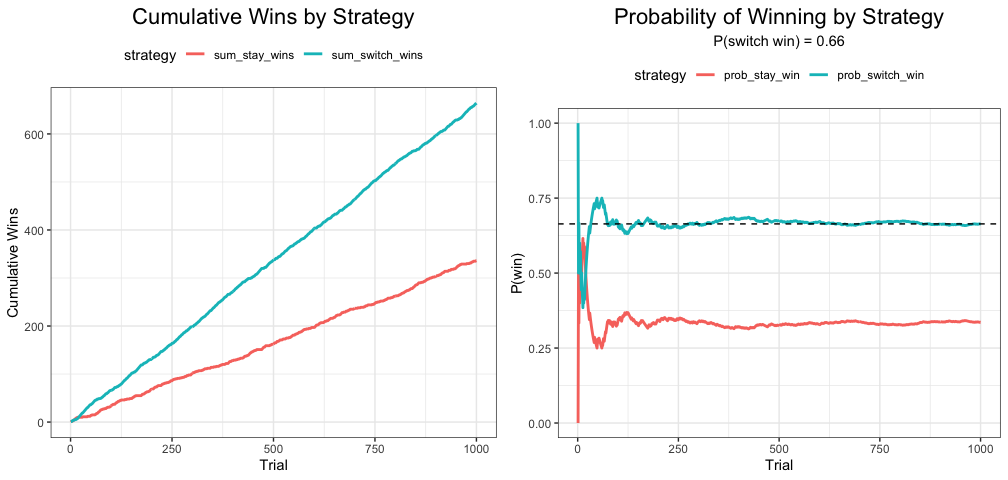 Cumulative Wins by Strategy
strategy sum_stay_wins sum_switch_wins
Cumulative Wins
600
400
200
0
0 250 500 750 1000
Trial
Probability of Winning by Strategy
P(switch win) = 0.66
strategy prob_stay_win prob_switch_win
P(win)
1.00
0.75
0.50
0.25
0.00
0 250 500 750 1000
Trial